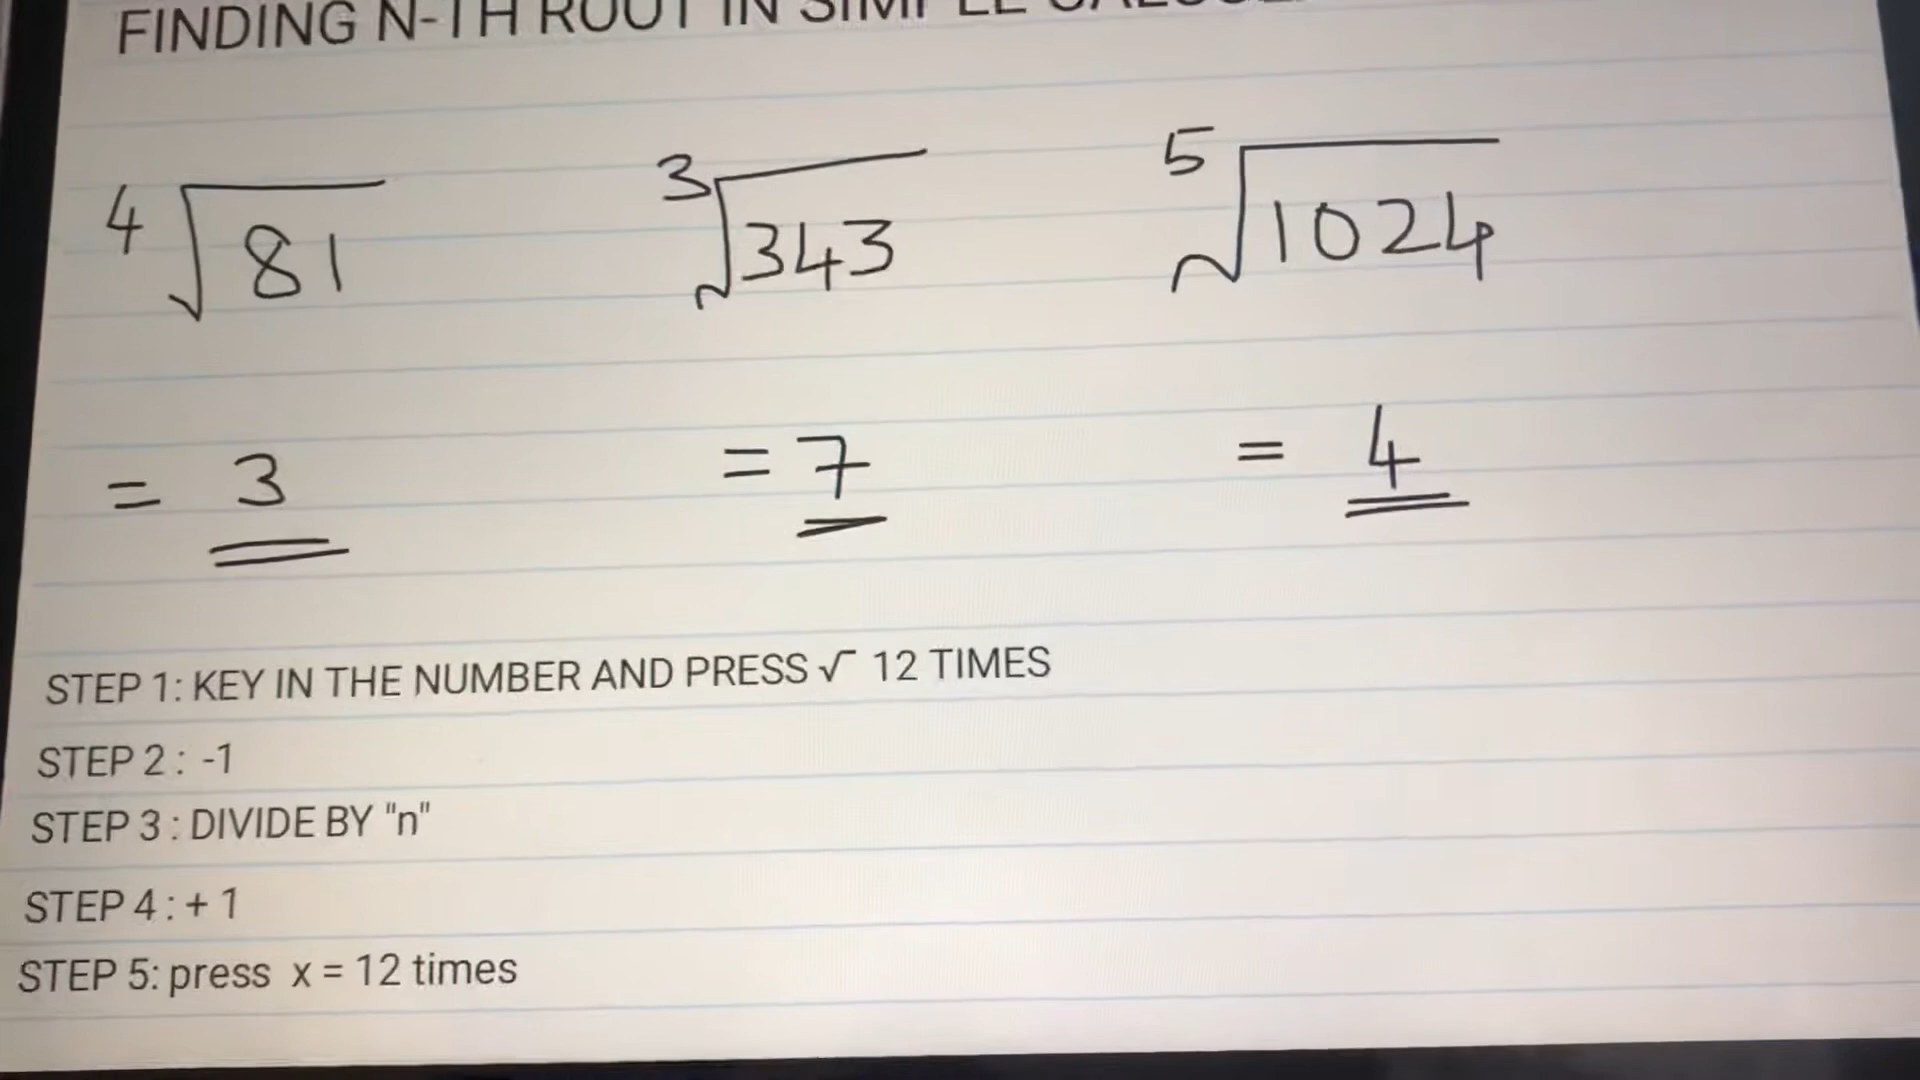 FINDING N-TH ROOT IN SIMPLE
4√81 3√343 5√1024
= 3 = 7 = 4
STEP 1: KEY IN THE NUMBER AND PRESS √ 12 TIMES
STEP 2 : -1
STEP 3 : DIVIDE BY "n"
STEP 4 : + 1
STEP 5: press x = 12 times